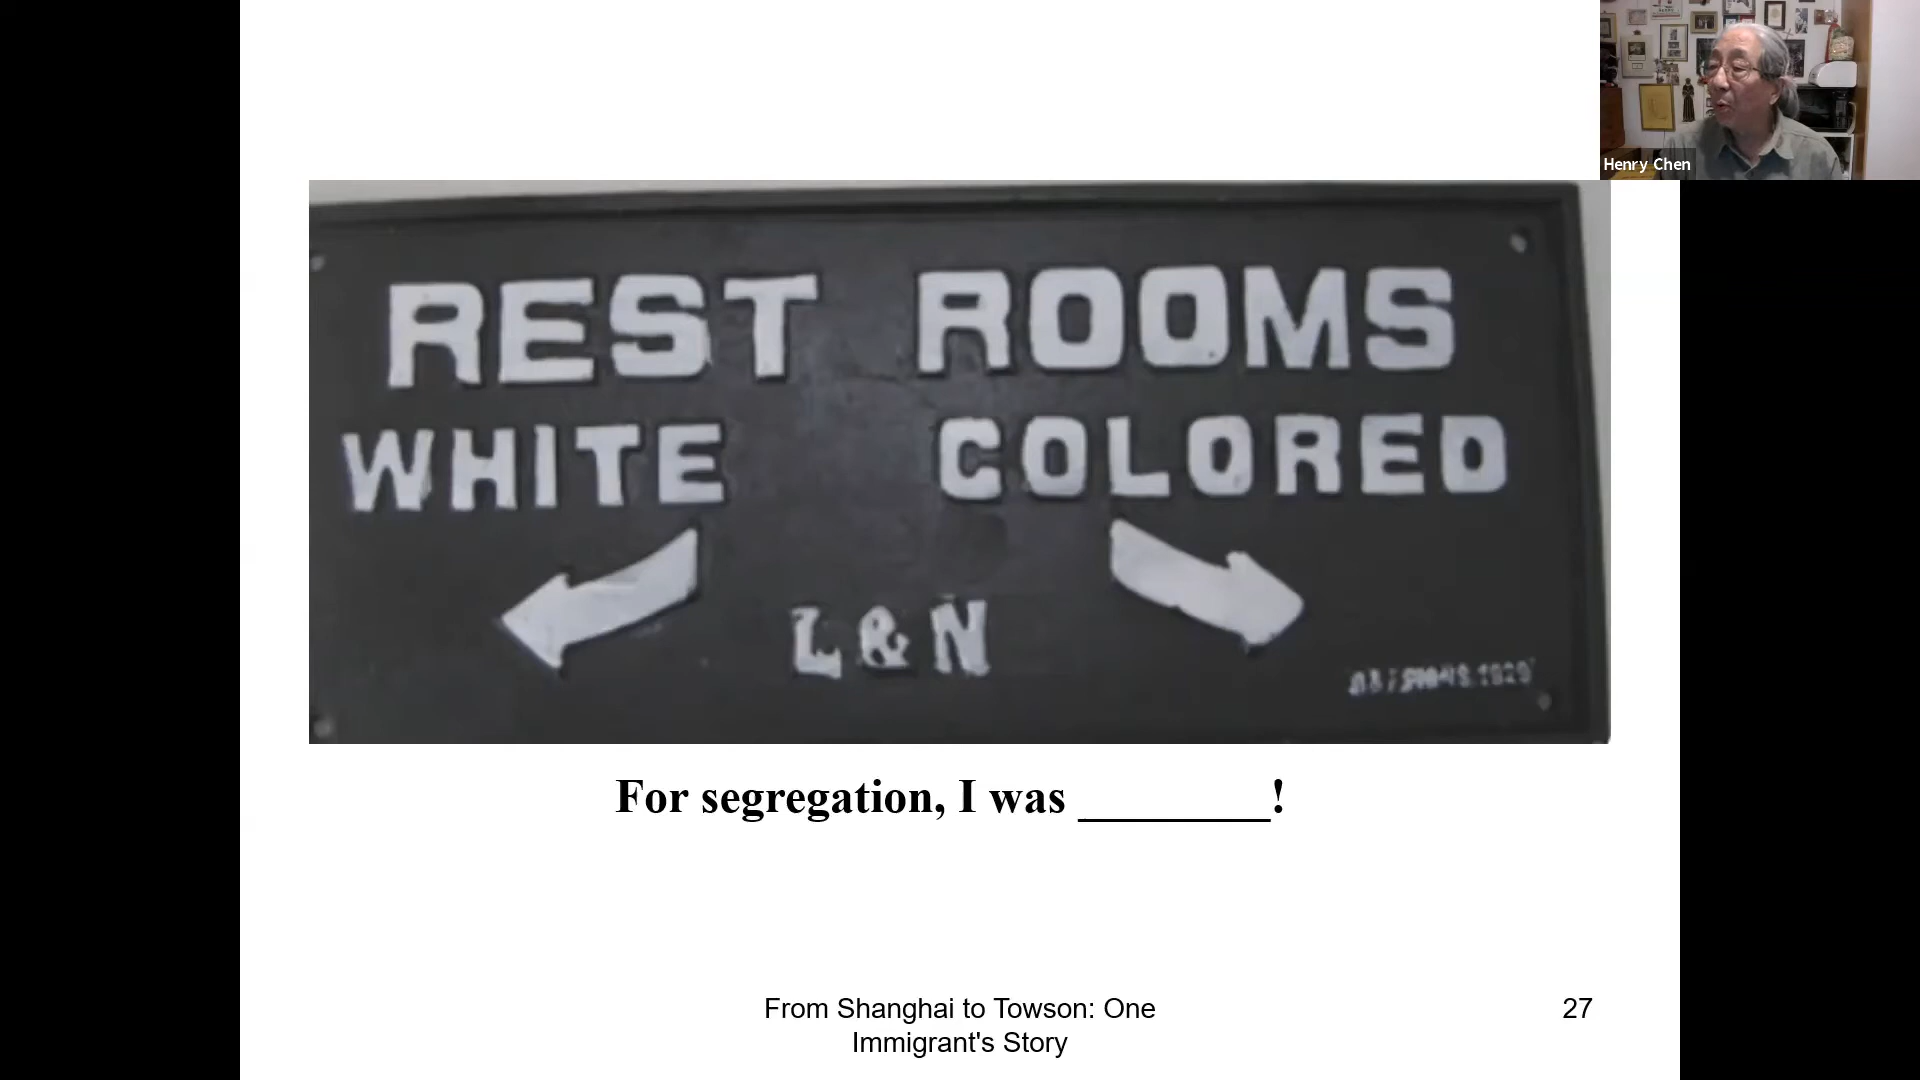 Henry Chen
REST ROOMS
WHITE COLORED
L&N
For segregation, I was ________!
From Shanghai to Towson: One
Immigrant's Story
27